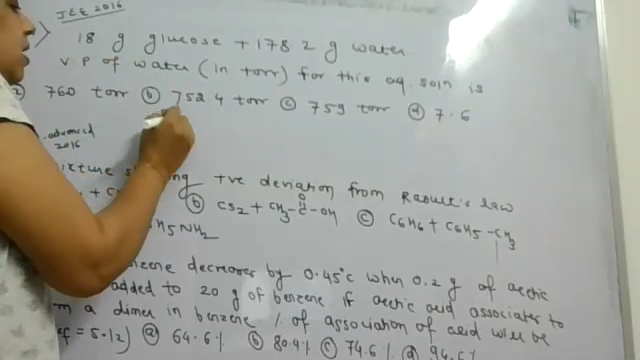 JEE 2016
18 g glucose + 178 2 g water
V.P of water (in torr) for this aq. soln is
760 torr (b) 752 4 torr (c) 759 torr (d) 7.6
advanced
2016
+ve deviation from Raoult's law
(b) CS2 + CH3-C-OH (c) C6H6 + C6H5-CH3
O
H5NH2
benzene decreases by 0.45°C when 0.2 g of acetic
added to 20 g of benzene if acetic acid associates to
m a dimer in benzene % of association of acid will be
= 5.12) (a) 64.6% (b) 80.4% (c) 74.6% (d) 94.6%